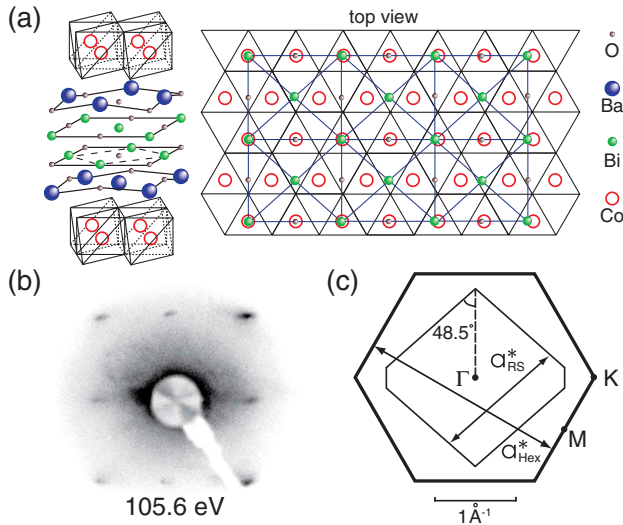 (a)
top view
O
Ba
Bi
Co
(b)
105.6 eV
(c)
48.5°
a*RS
Γ
K
M
a*Hex
1Å-1